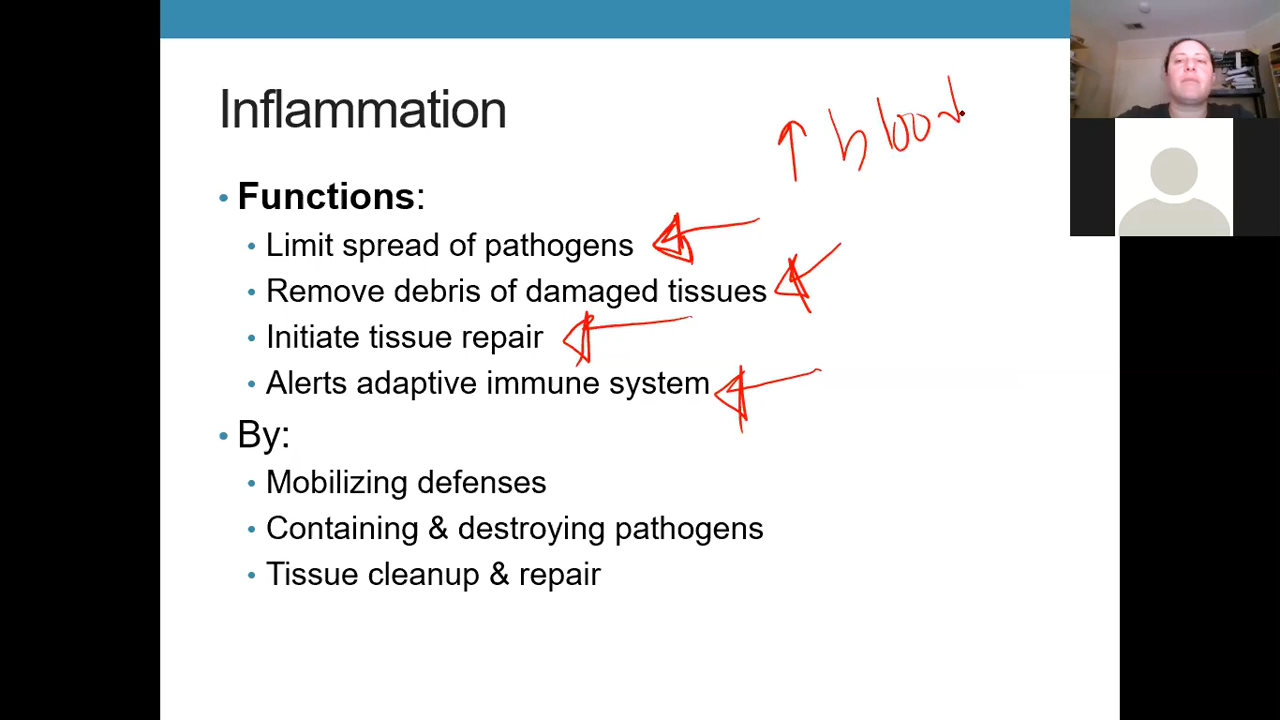 Inflammation
↑ blood
• Functions:
• Limit spread of pathogens
• Remove debris of damaged tissues
• Initiate tissue repair
• Alerts adaptive immune system
• By:
• Mobilizing defenses
• Containing & destroying pathogens
• Tissue cleanup & repair